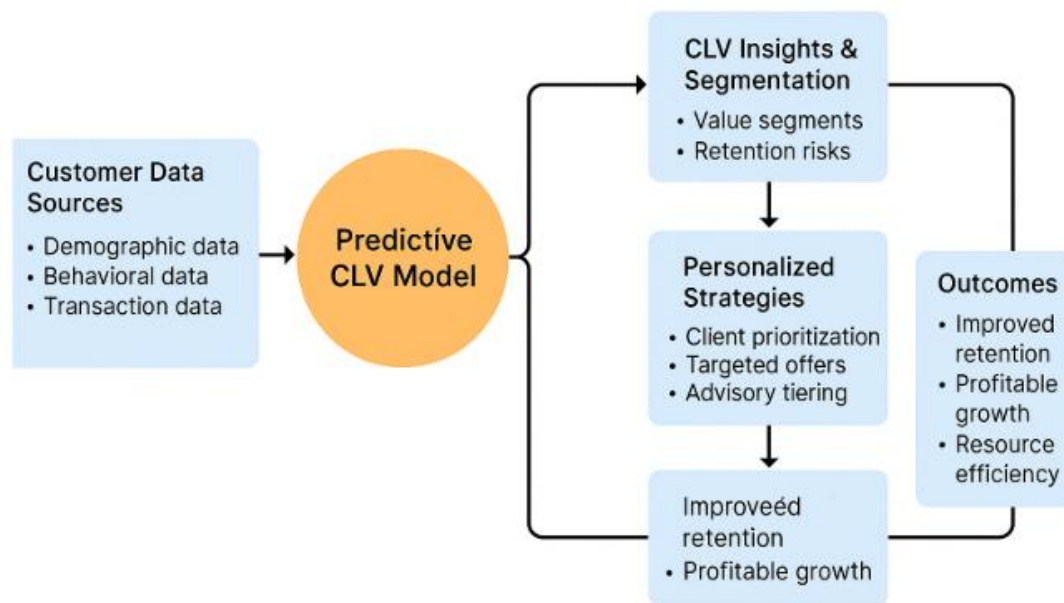 Customer Data
Sources
• Demographic data
• Behavioral data
• Transaction data
Predictíve
CLV Model
CLV Insights &
Segmentation
• Value segments
• Retention risks
Personalized
Strategies
• Client prioritization
• Targeted offers
• Advisory tiering
Improveéd
retention
• Profitable growth
Outcomes
• Improved
retention
• Profitable
growth
• Resource
efficiency